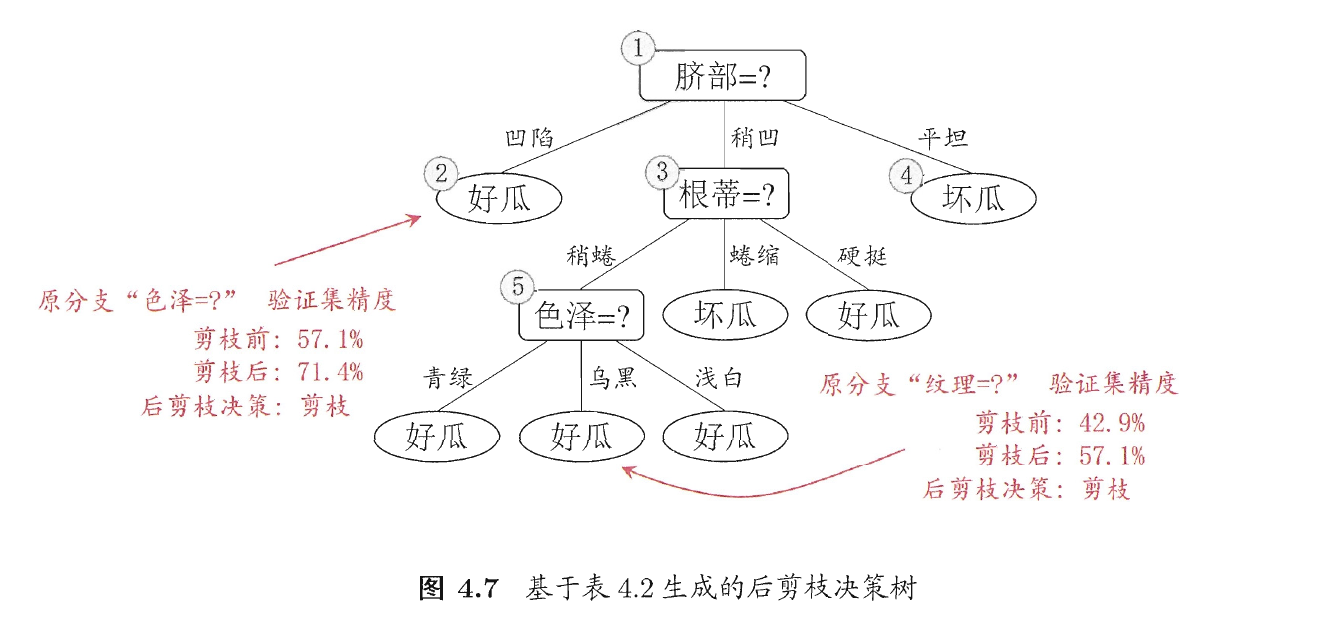 1
脐部=?
凹陷
稍凹
平坦
2
好瓜
3
根蒂=?
4
坏瓜
稍蜷
蜷缩
硬挺
5
色泽=?
坏瓜
好瓜
原分支“色泽=?” 验证集精度
剪枝前: 57.1%
剪枝后: 71.4%
后剪枝决策: 剪枝
青绿
乌黑
浅白
好瓜
好瓜
好瓜
原分支“纹理=?” 验证集精度
剪枝前: 42.9%
剪枝后: 57.1%
后剪枝决策: 剪枝
图 4.7 基于表 4.2 生成的后剪枝决策树